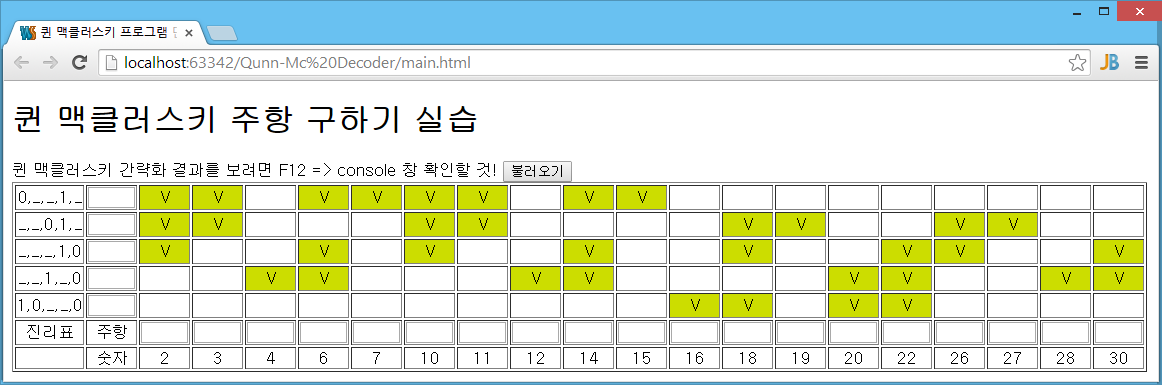 퀸 맥클러스키 프로그램
localhost:63342/Qunn-Mc%20Decoder/main.html
퀸 맥클러스키 주항 구하기 실습
퀸 맥클러스키 간략화 결과를 보려면 F12 => console 창 확인할 것! 불러오기
0,_,_,1,_ V V V V V V V V
_,_,0,1,_ V V V V V V V V
_,_,_,1,0 V V V V V V V V
_,_,1,_,0 V V V V V V V V
1,0,_,_,0 V V V V
진리표 주항
숫자 2 3 4 6 7 10 11 12 14 15 16 18 19 20 22 26 27 28 30